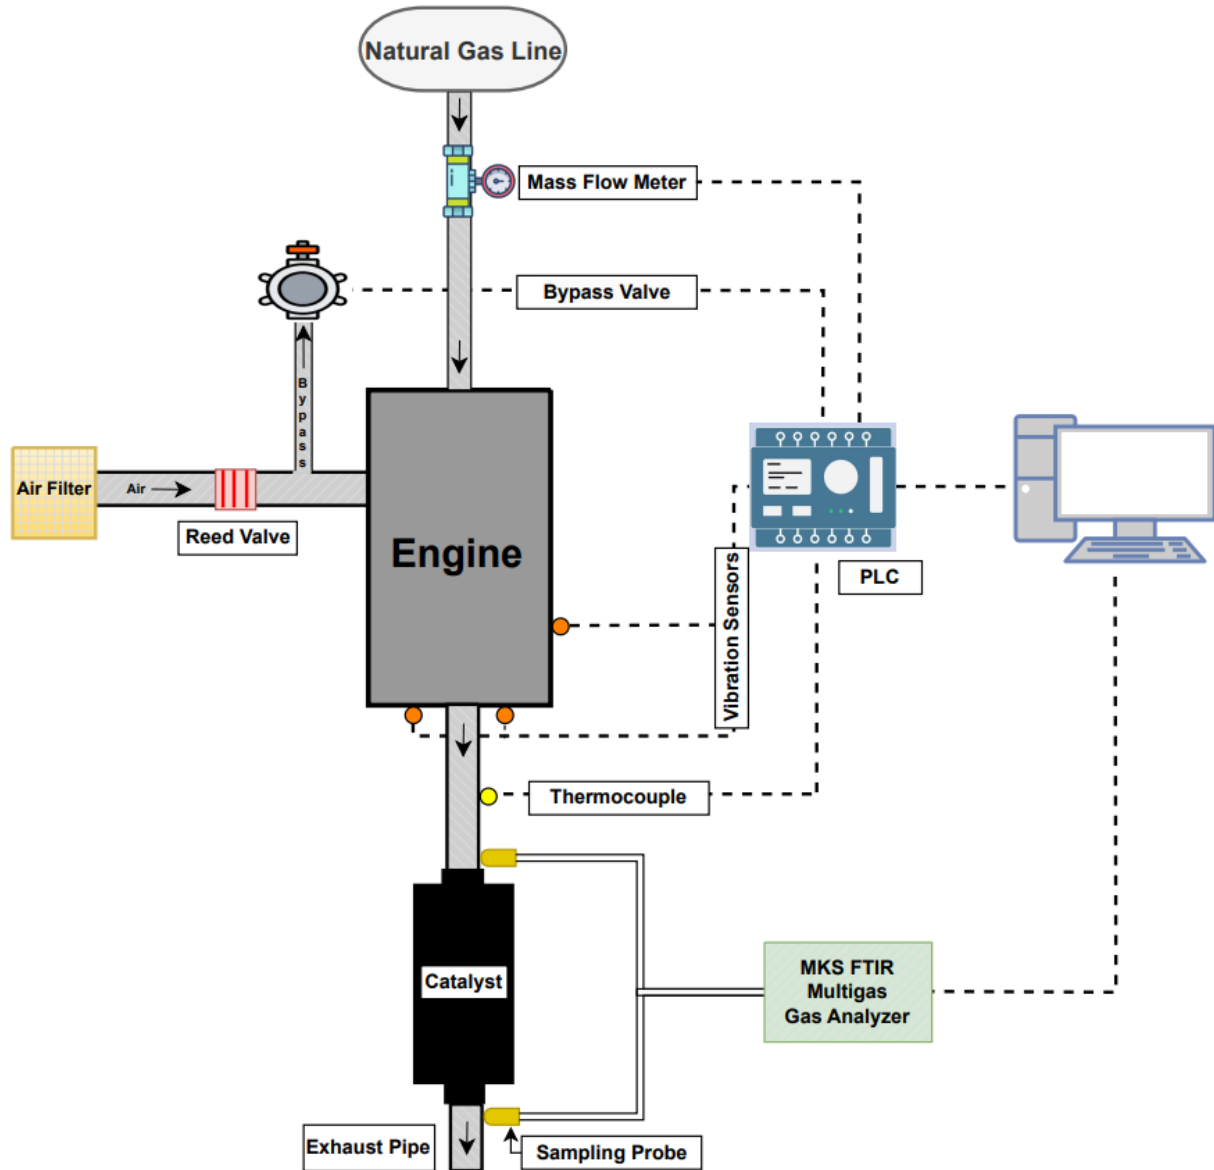 Natural Gas Line
Mass Flow Meter
Bypass Valve
Bypass
Air Filter
Air
Reed Valve
Engine
Vibration Sensors
PLC
Thermocouple
Catalyst
MKS FTIR
Multigas
Gas Analyzer
Exhaust Pipe
Sampling Probe